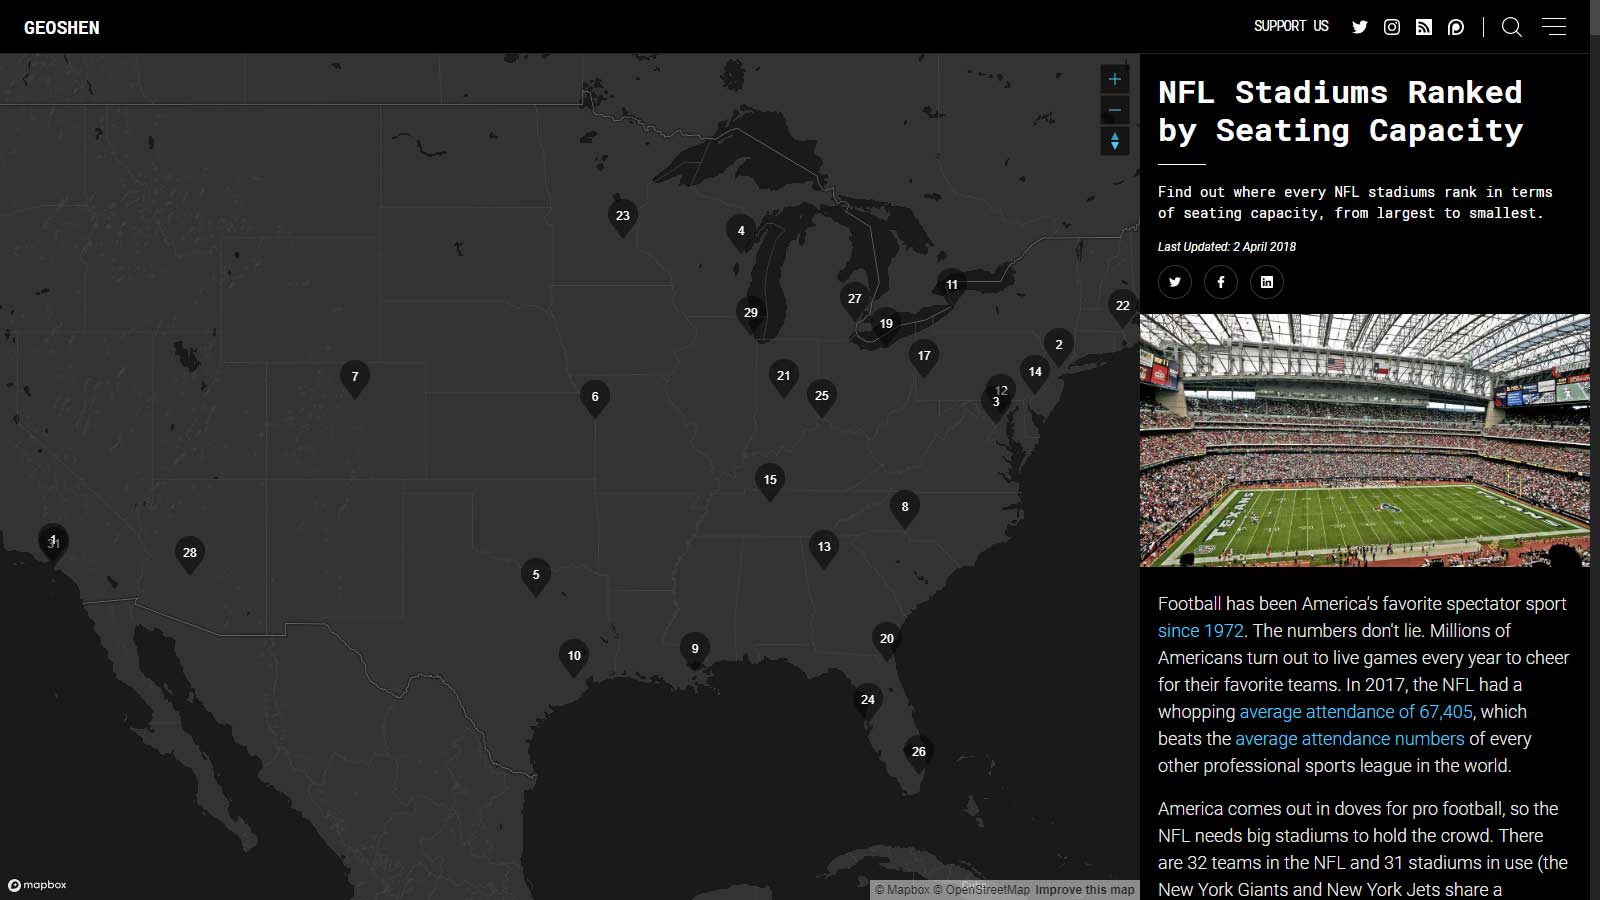 GEOSHEN
SUPPORT US
NFL Stadiums Ranked
by Seating Capacity
Find out where every NFL stadiums rank in terms
of seating capacity, from largest to smallest.
Last Updated: 2 April 2018
TEXANS
TEXANS
Football has been America's favorite spectator sport
since 1972. The numbers don't lie. Millions of
Americans turn out to live games every year to cheer
for their favorite teams. In 2017, the NFL had a
whopping average attendance of 67,405, which
beats the average attendance numbers of every
other professional sports league in the world.
America comes out in doves for pro football, so the
NFL needs big stadiums to hold the crowd. There
are 32 teams in the NFL and 31 stadiums in use (the
New York Giants and New York Jets share a
23
4
11
27
22
29
19
2
17
14
7
21
12
6
25
3
15
8
1
31
13
28
5
20
9
10
24
26
mapbox
© Mapbox © OpenStreetMap Improve this map